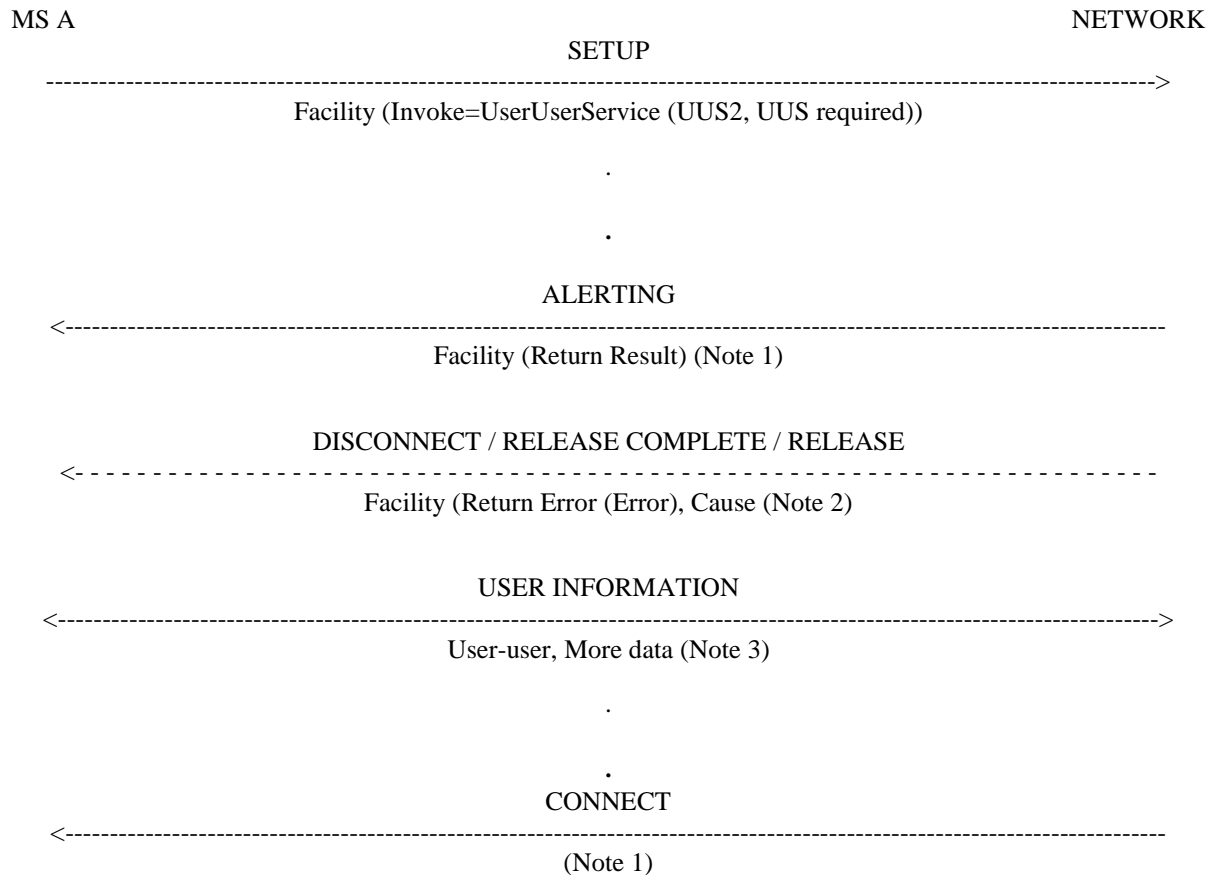 MS A NETWORK
SETUP
------------------------------------------------------------------------------------------------------------------------------->
Facility (Invoke=UserUserService (UUS2, UUS required))
.
.
ALERTING
<------------------------------------------------------------------------------------------------------------------------------
Facility (Return Result) (Note 1)
DISCONNECT / RELEASE COMPLETE / RELEASE
<- - - - - - - - - - - - - - - - - - - - - - - - - - - - - - - - - - - - - - - - - - - - - - - - - - - - - - - - - - -
Facility (Return Error (Error), Cause (Note 2)
USER INFORMATION
<------------------------------------------------------------------------------------------------------------------------------>
User-user, More data (Note 3)
.
.
CONNECT
<------------------------------------------------------------------------------------------------------------------------------
(Note 1)